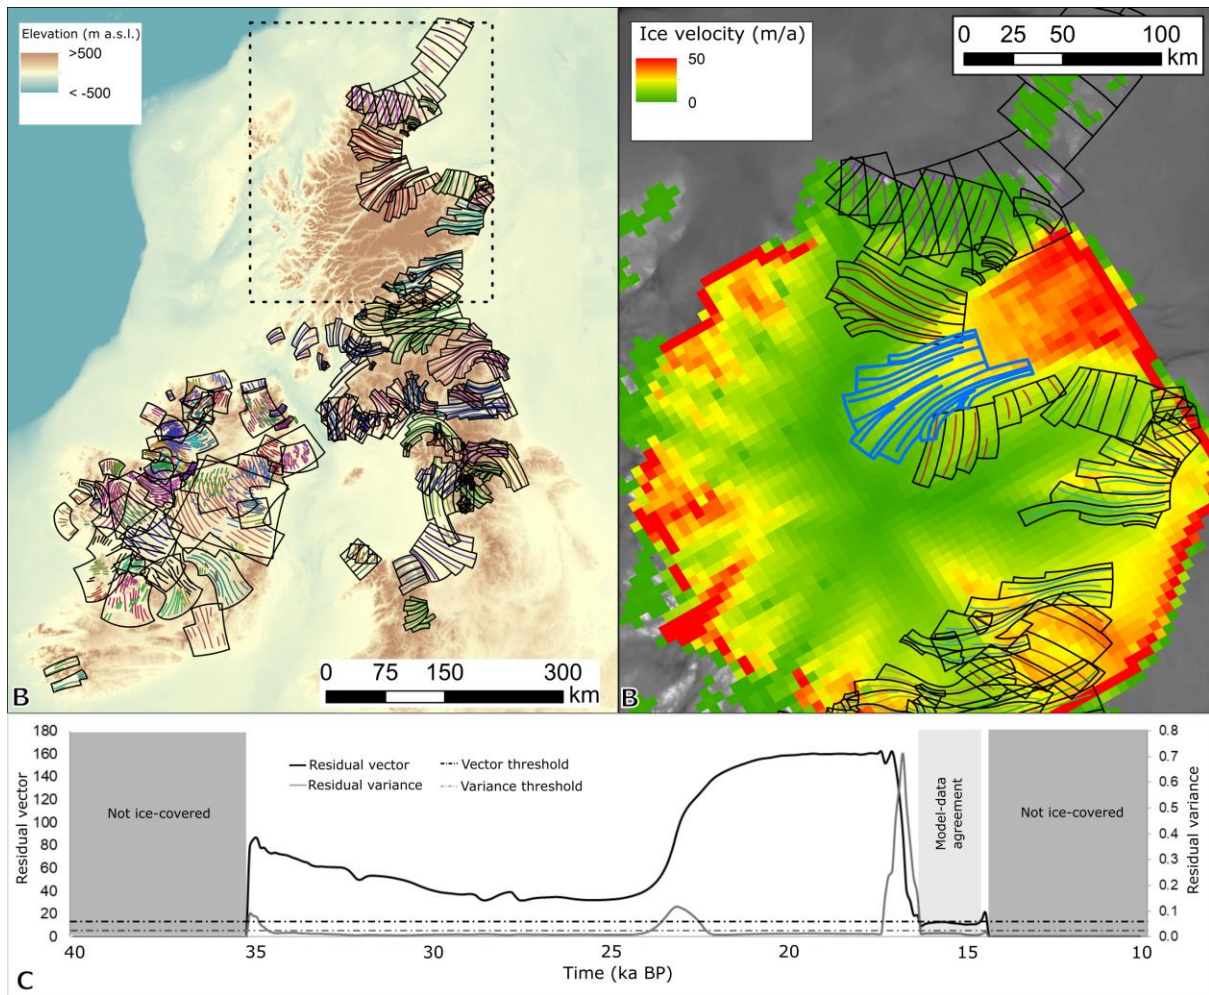 Elevation (m a.s.l.)
>500
< -500
0 75 150 300
km
B
Ice velocity (m/a)
50
0
0 25 50 100
km
B
180
160
140
120
100
80
60
40
20
0
Residual vector
Not ice-covered
Residual vector
Residual variance
Vector threshold
Variance threshold
Model-data
agreement
Not ice-covered
0.8
0.7
0.6
0.5
0.4
0.3
0.2
0.1
0.0
Residual variance
40 35 30 25 20 15 10
Time (ka BP)
C